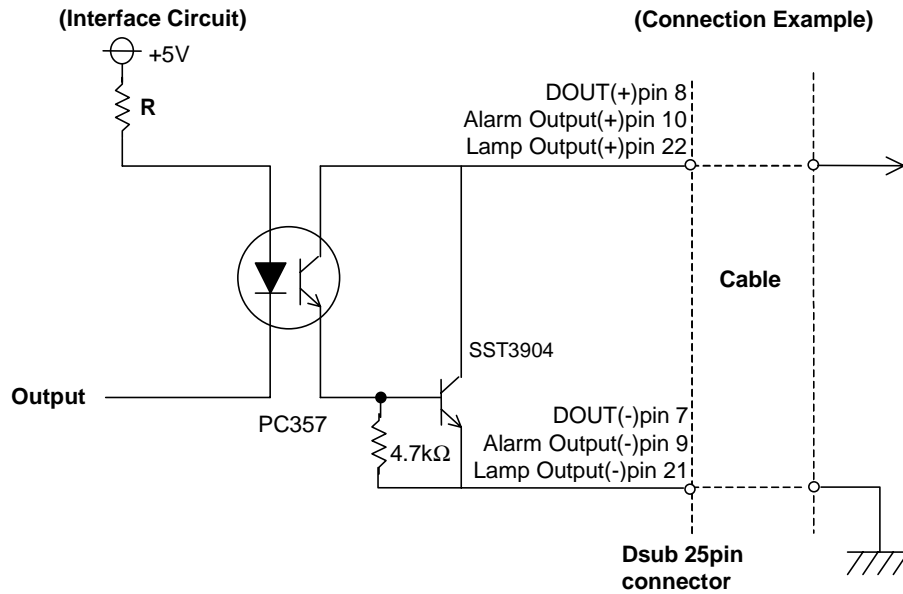 (Interface Circuit)
(Connection Example)
+5V
R
DOUT(+)pin 8
Alarm Output(+)pin 10
Lamp Output(+)pin 22
Cable
SST3904
Output
PC357
DOUT(-)pin 7
Alarm Output(-)pin 9
4.7kΩ
Lamp Output(-)pin 21
Dsub 25pin
connector